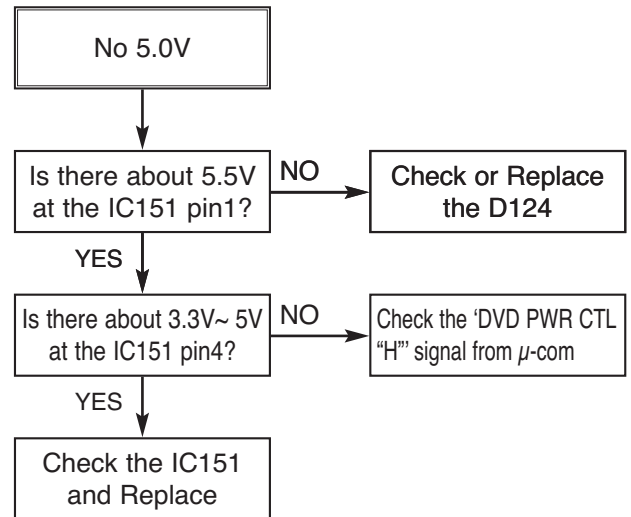 No 5.0V
Is there about 5.5V
at the IC151 pin1?
NO
Check or Replace
the D124
YES
Is there about 3.3V~ 5V
at the IC151 pin4?
NO
Check the ‘DVD PWR CTL
“H”’ signal from µ-com
YES
Check the IC151
and Replace